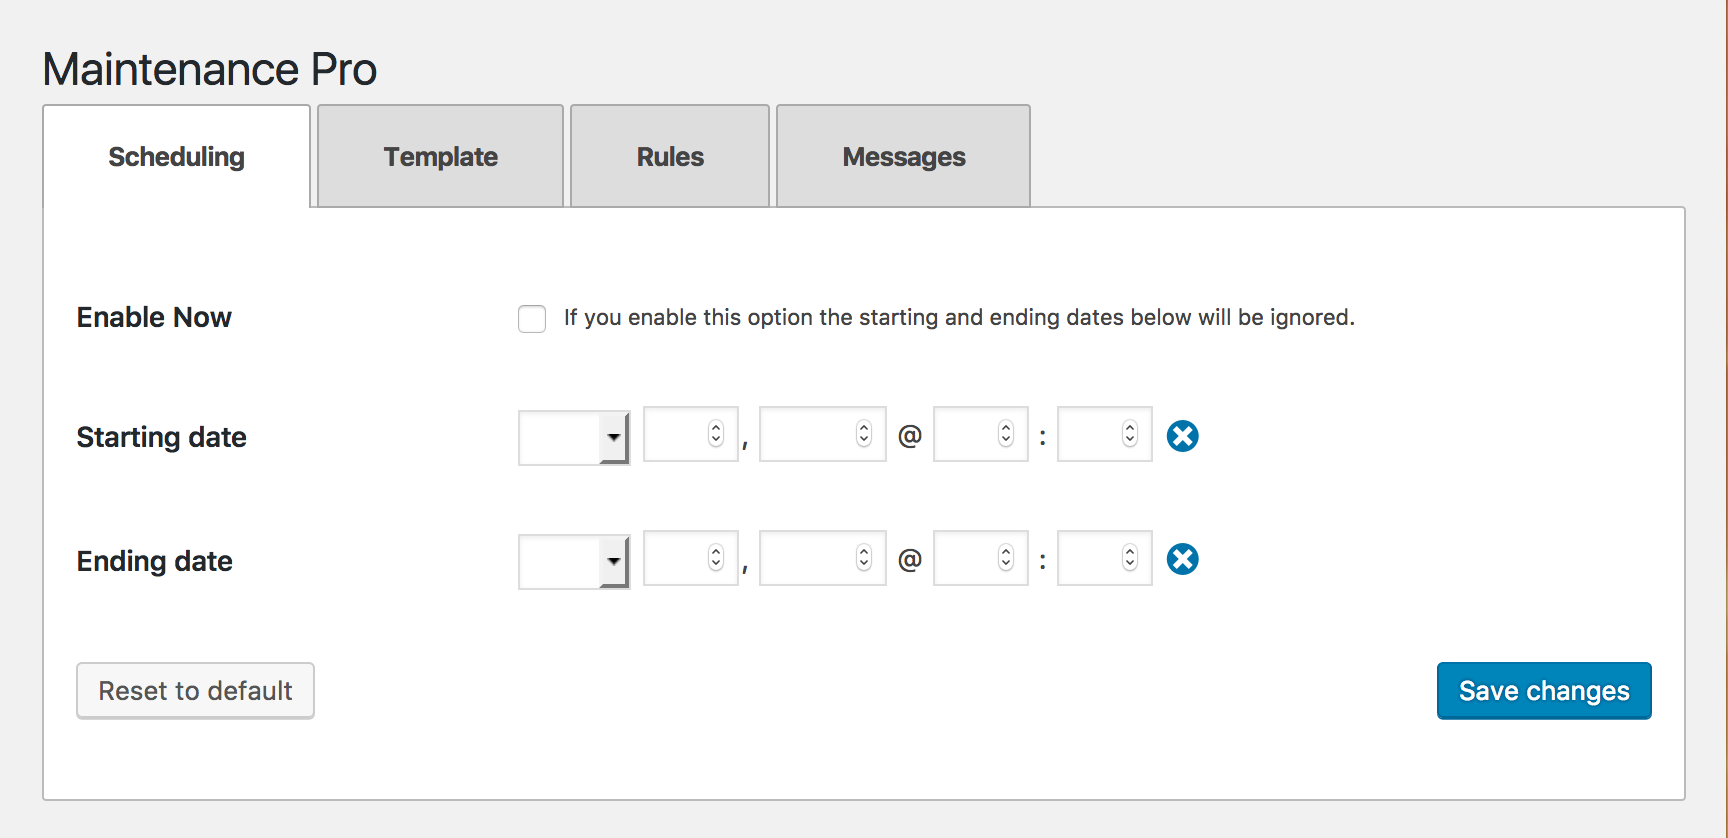 Maintenance Pro
Scheduling Template Rules Messages
Enable Now If you enable this option the starting and ending dates below will be ignored.
Starting date , @ :
Ending date , @ :
Reset to default Save changes